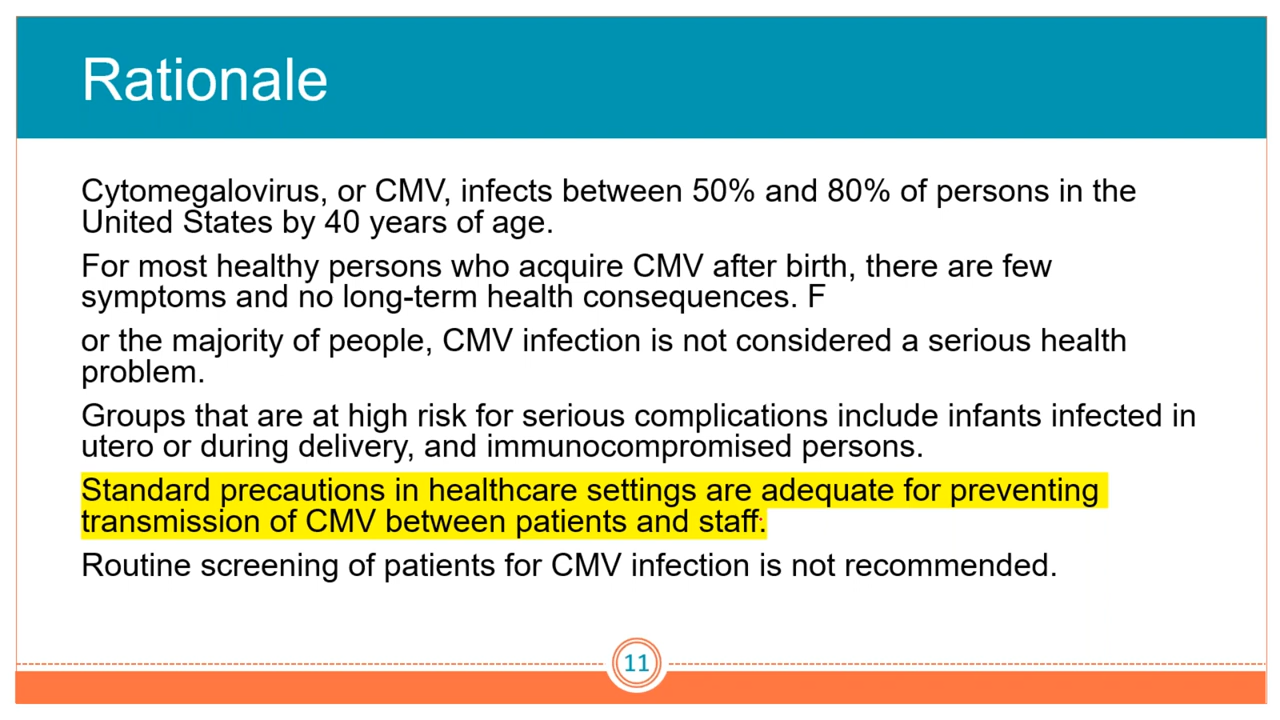 Rationale
Cytomegalovirus, or CMV, infects between 50% and 80% of persons in the
United States by 40 years of age.
For most healthy persons who acquire CMV after birth, there are few
symptoms and no long-term health consequences. F
or the majority of people, CMV infection is not considered a serious health
problem.
Groups that are at high risk for serious complications include infants infected in
utero or during delivery, and immunocompromised persons.
Standard precautions in healthcare settings are adequate for preventing
transmission of CMV between patients and staff.
Routine screening of patients for CMV infection is not recommended.
11